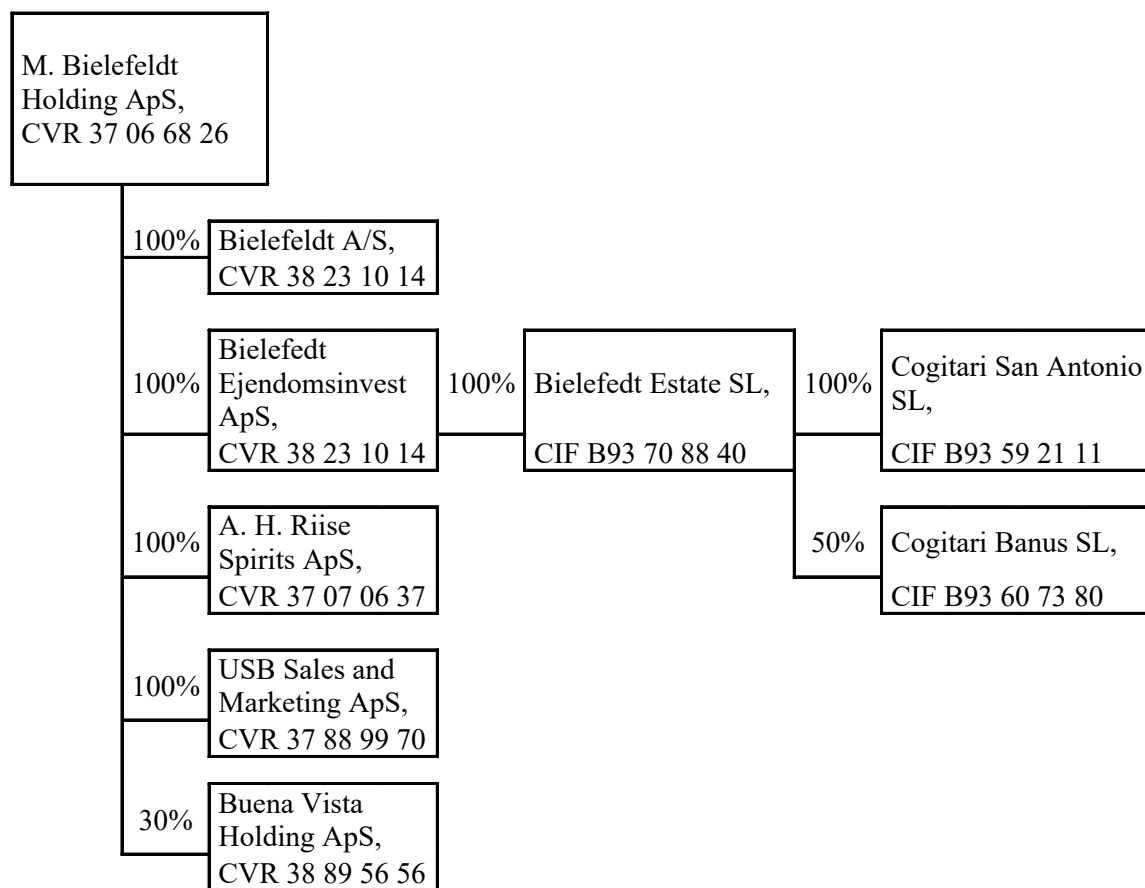 M. Bielefeldt
Holding ApS,
CVR 37 06 68 26
100%
Bielefeldt A/S,
CVR 38 23 10 14
100%
Bielefedt
Ejendomsinvest
ApS,
CVR 38 23 10 14
100%
Bielefedt Estate SL,
CIF B93 70 88 40
100%
Cogitari San Antonio
SL,
CIF B93 59 21 11
50%
Cogitari Banus SL,
CIF B93 60 73 80
100%
A. H. Riise
Spirits ApS,
CVR 37 07 06 37
100%
USB Sales and
Marketing ApS,
CVR 37 88 99 70
30%
Buena Vista
Holding ApS,
CVR 38 89 56 56